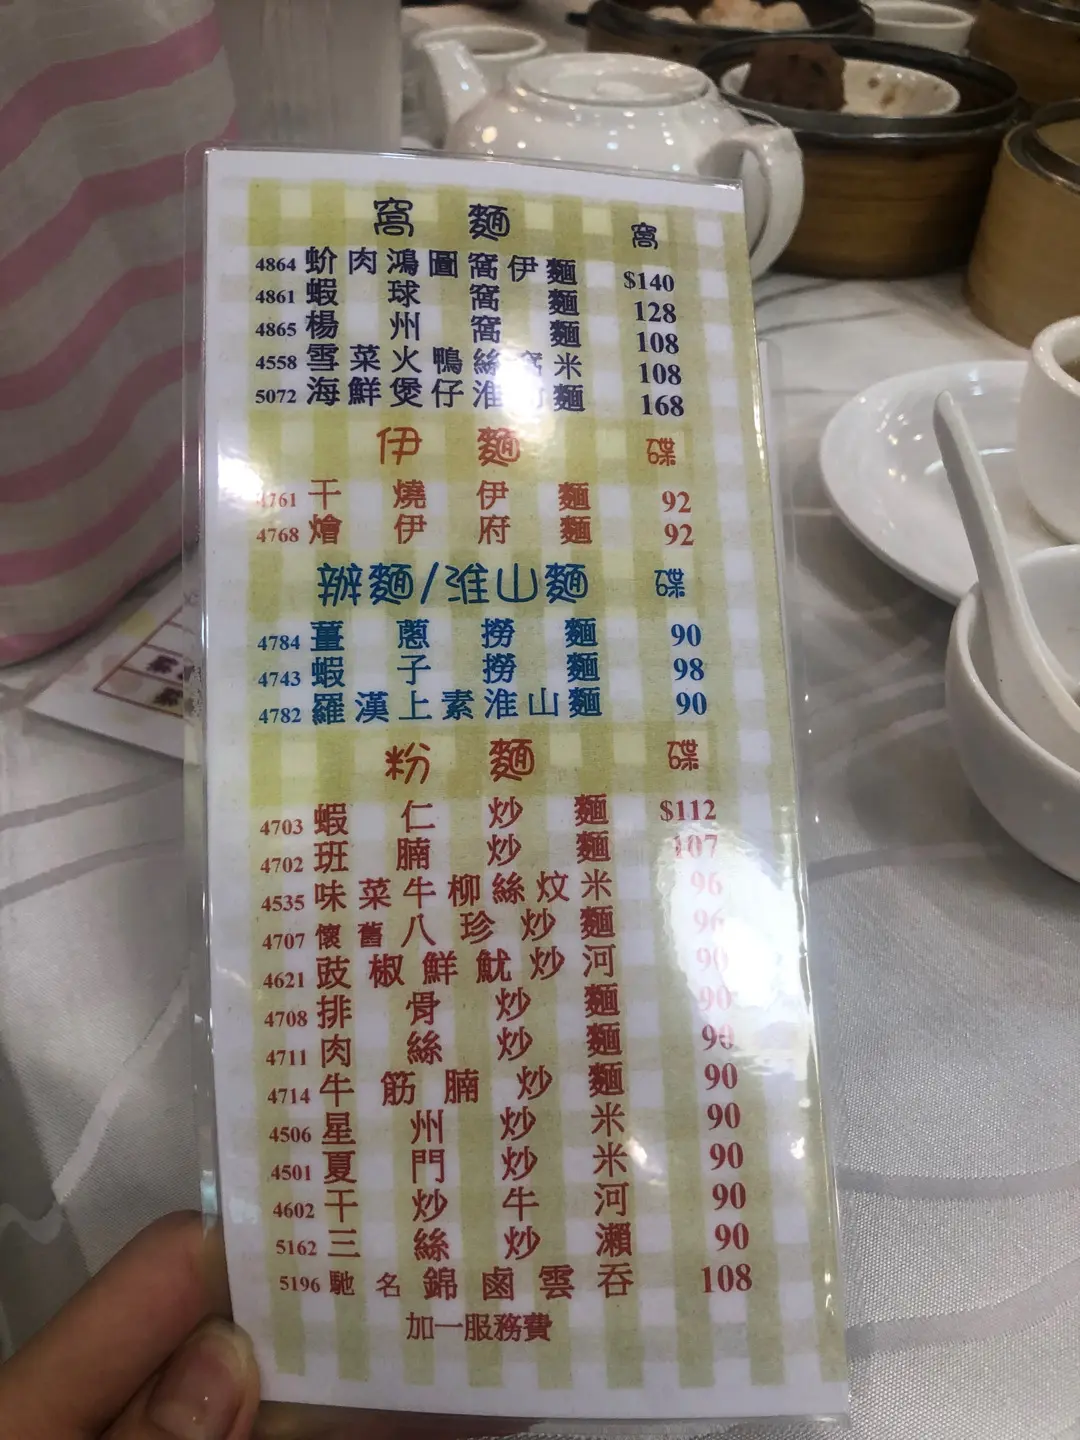 窩麵 窩
4864 蚧肉鴻圖窩伊麵 $140
4861 蝦球窩麵 128
4865 楊州窩麵 108
4558 雪菜火鴨絲窩米 108
5072 海鮮煲仔淮山麵 168
伊麵 碟
4761 干燒伊麵 92
4768 燴伊府麵 92
辦麵/淮山麵 碟
4784 薑蔥撈麵 90
4743 蝦子撈麵 98
4782 羅漢上素淮山麵 90
粉麵 碟
4703 蝦仁炒麵 $112
4702 班腩炒麵 107
4535 味菜牛柳絲炆米 96
4707 懷舊八珍炒麵 96
4621 豉椒鮮魷炒河 90
4708 排骨炒麵 90
4711 肉絲炒麵 90
4714 牛筋腩炒麵 90
4506 星州炒米 90
4501 夏門炒米 90
4602 干炒牛河 90
5162 三絲炒瀨 90
5196 馳名錦鹵雲吞 108
加一服務費